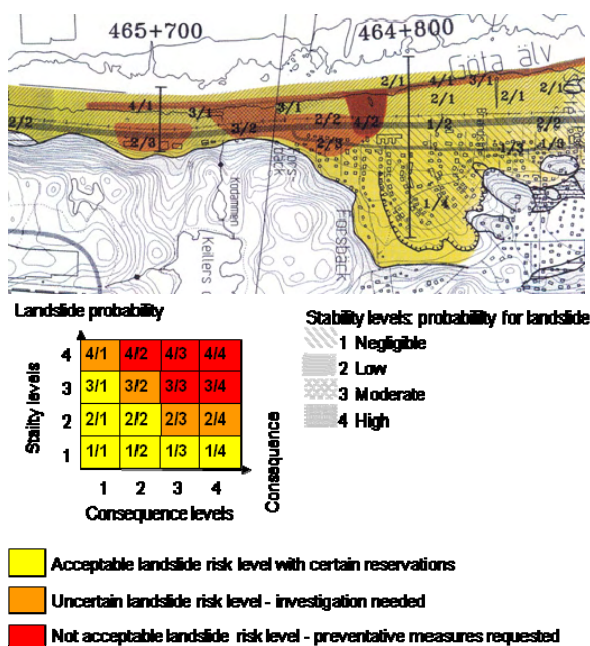 465+700 464+800
Göta älv
2/1 4/1 3/1 2/1
4/1 3/1 3/1 2/1 2/1
2/2 3/2 2/2 4/2 1/2 2/2
2/3 2/3 1/3 1/3
1/4
Kodammen
Forsbäck
Keillers
Landslide probability
Stability levels: probability for landslide
1 Negligible
2 Low
3 Moderate
4 High
Staility levels
4 4/1 4/2 4/3 4/4
3 3/1 3/2 3/3 3/4
2 2/1 2/2 2/3 2/4
1 1/1 1/2 1/3 1/4
1 2 3 4
Consequence levels
Consequence
Acceptable landslide risk level with certain reservations
Uncertain landslide risk level - investigation needed
Not acceptable landslide risk level - preventative measures requested